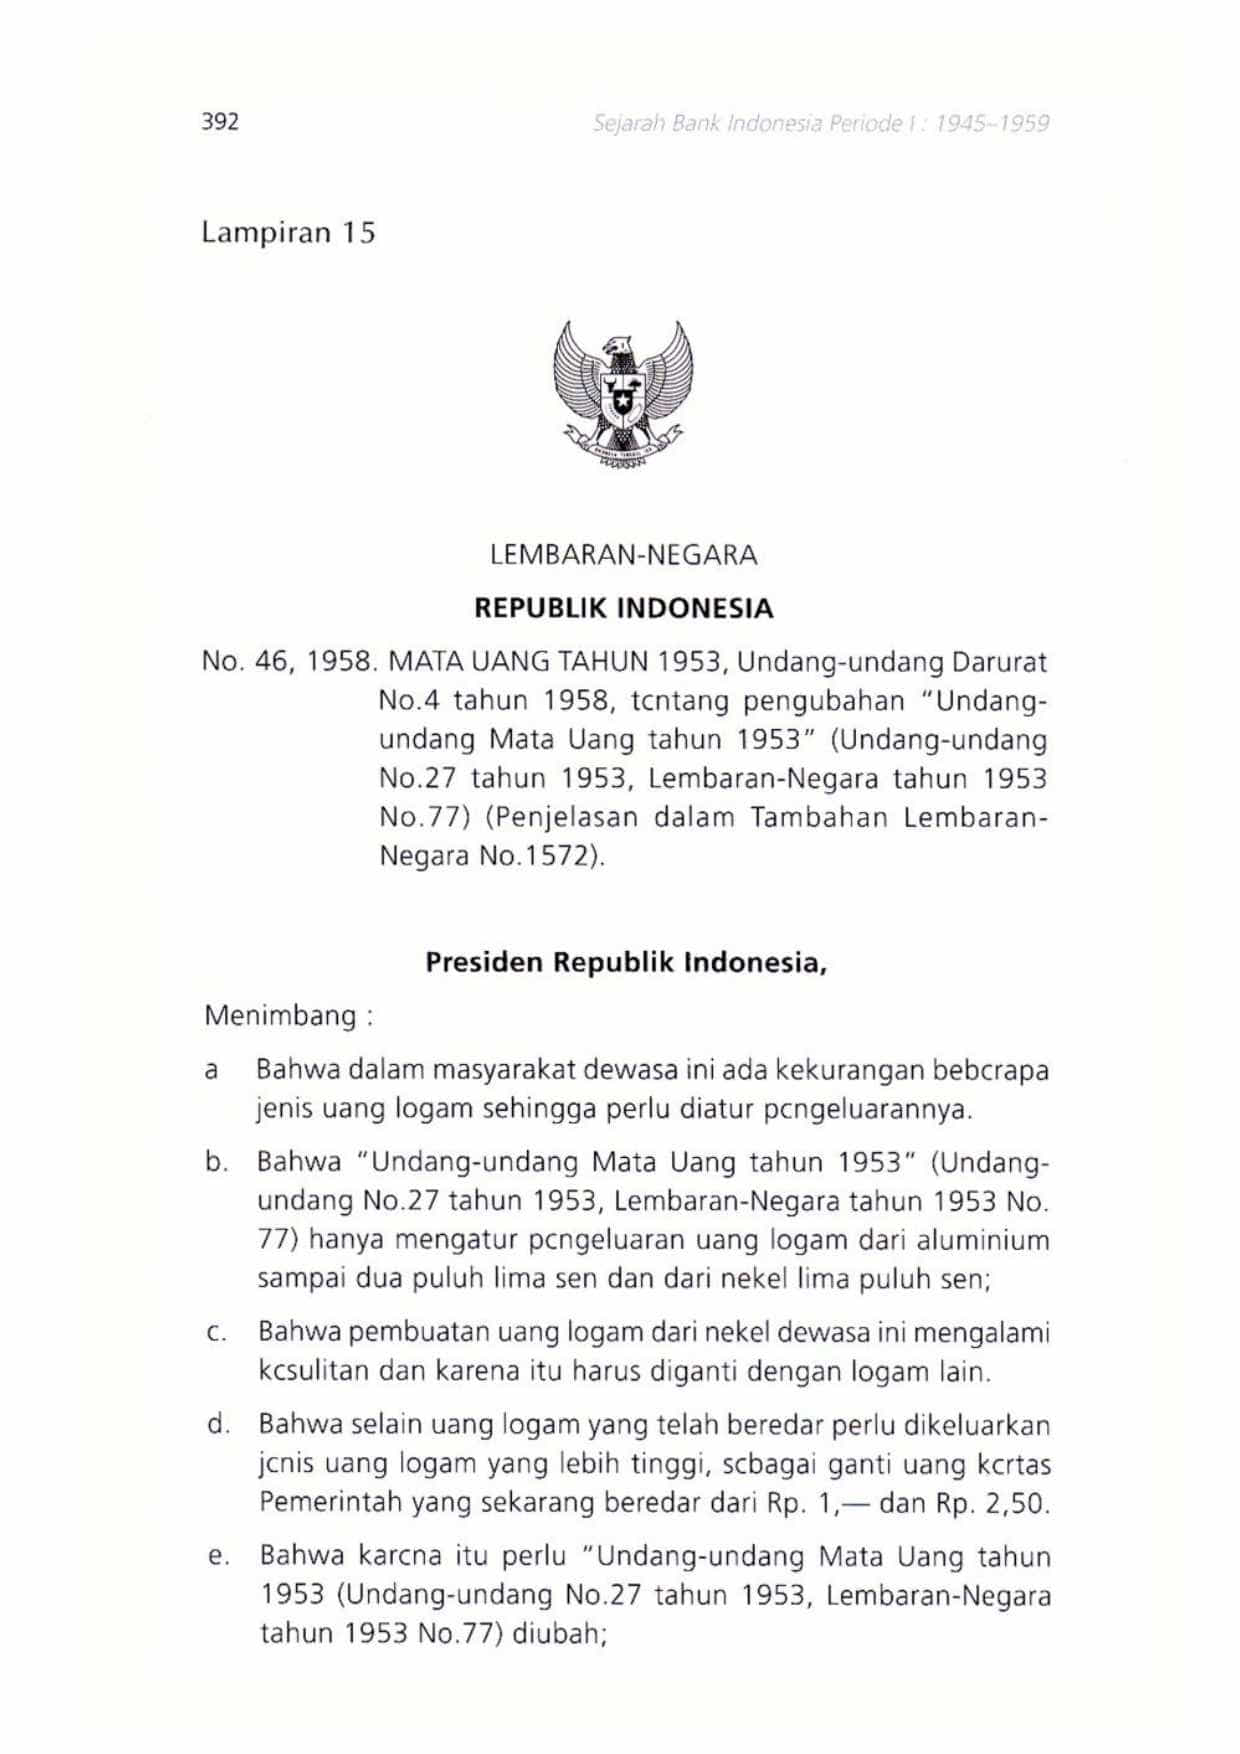 392
Sejarah Bank Indonesia Periode I : 1945–1959
Lampiran 15
LEMBARAN-NEGARA
REPUBLIK INDONESIA
No. 46, 1958. MATA UANG TAHUN 1953, Undang-undang Darurat
No.4 tahun 1958, tcntang pengubahan "Undang-
undang Mata Uang tahun 1953" (Undang-undang
No.27 tahun 1953, Lembaran-Negara tahun 1953
No.77) (Penjelasan dalam Tambahan Lembaran-
Negara No.1572).
Presiden Republik Indonesia,
Menimbang :
a Bahwa dalam masyarakat dewasa ini ada kekurangan bebcrapa
jenis uang logam sehingga perlu diatur pcngeluarannya.
b. Bahwa "Undang-undang Mata Uang tahun 1953" (Undang-
undang No.27 tahun 1953, Lembaran-Negara tahun 1953 No.
77) hanya mengatur pcngeluaran uang logam dari aluminium
sampai dua puluh lima sen dan dari nekel lima puluh sen;
c. Bahwa pembuatan uang logam dari nekel dewasa ini mengalami
kcsulitan dan karena itu harus diganti dengan logam lain.
d. Bahwa selain uang logam yang telah beredar perlu dikeluarkan
jcnis uang logam yang lebih tinggi, scbagai ganti uang kcrtas
Pemerintah yang sekarang beredar dari Rp. 1,— dan Rp. 2,50.
e. Bahwa karcna itu perlu "Undang-undang Mata Uang tahun
1953 (Undang-undang No.27 tahun 1953, Lembaran-Negara
tahun 1953 No.77) diubah;